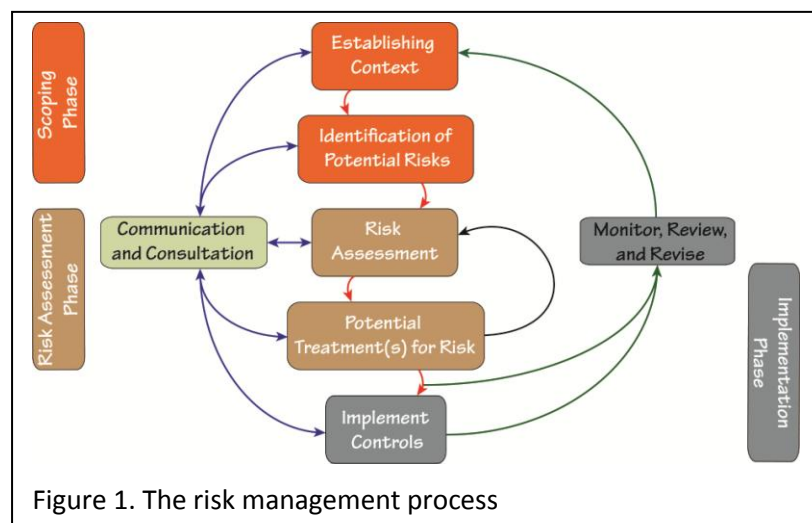 Scoping
Phase
Establishing
Context
Identification of
Potential Risks
Risk Assessment
Phase
Communication
and Consultation
Risk
Assessment
Monitor, Review,
and Revise
Potential
Treatment(s) for Risk
Implement
Controls
Implementation
Phase
Figure 1. The risk management process